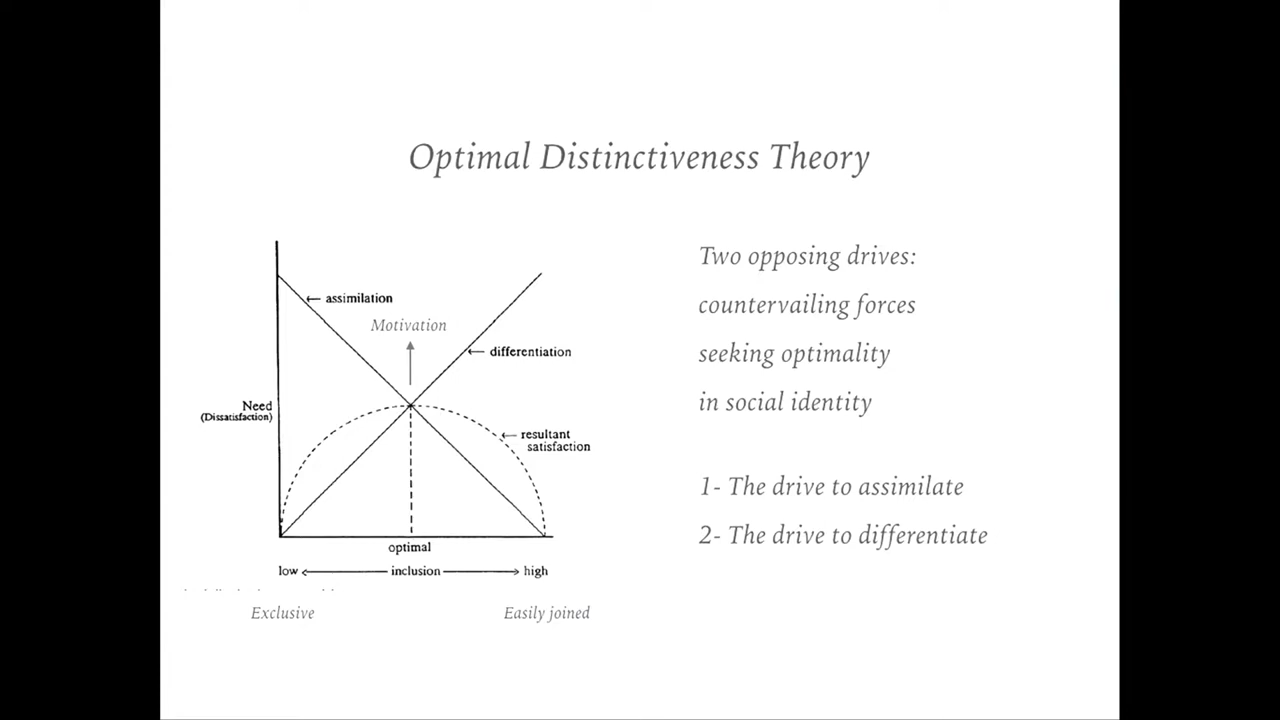 Optimal Distinctiveness Theory
assimilation
Motivation
differentiation
Need
(Dissatisfaction)
resultant
satisfaction
optimal
low inclusion high
Exclusive Easily joined
Two opposing drives:
countervailing forces
seeking optimality
in social identity
1- The drive to assimilate
2- The drive to differentiate